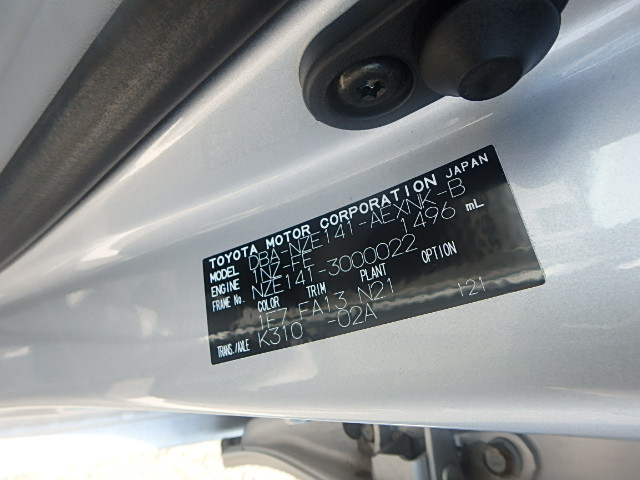 TOYOTA MOTOR CORPORATION JAPAN
MODEL DBA-NZE141-AEXNK-B
ENGINE 1NZ-FE 1496 mL
FRAME No. NZE141-3000022
COLOR TRIM PLANT OPTION
1F7 FA13 N21
TRANS./AXLE K310 -02A 121